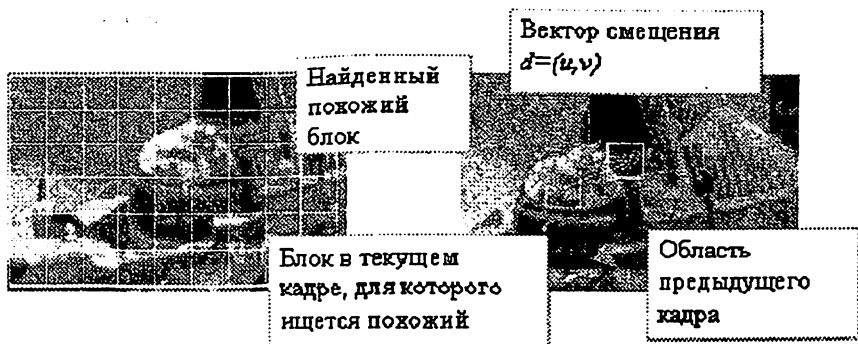 Вектор смещения
d=(u,v)
Найденный
похожий
блок
Блок в текущем
кадре, для которого
ищется похожий
Область
предыдущего
кадра